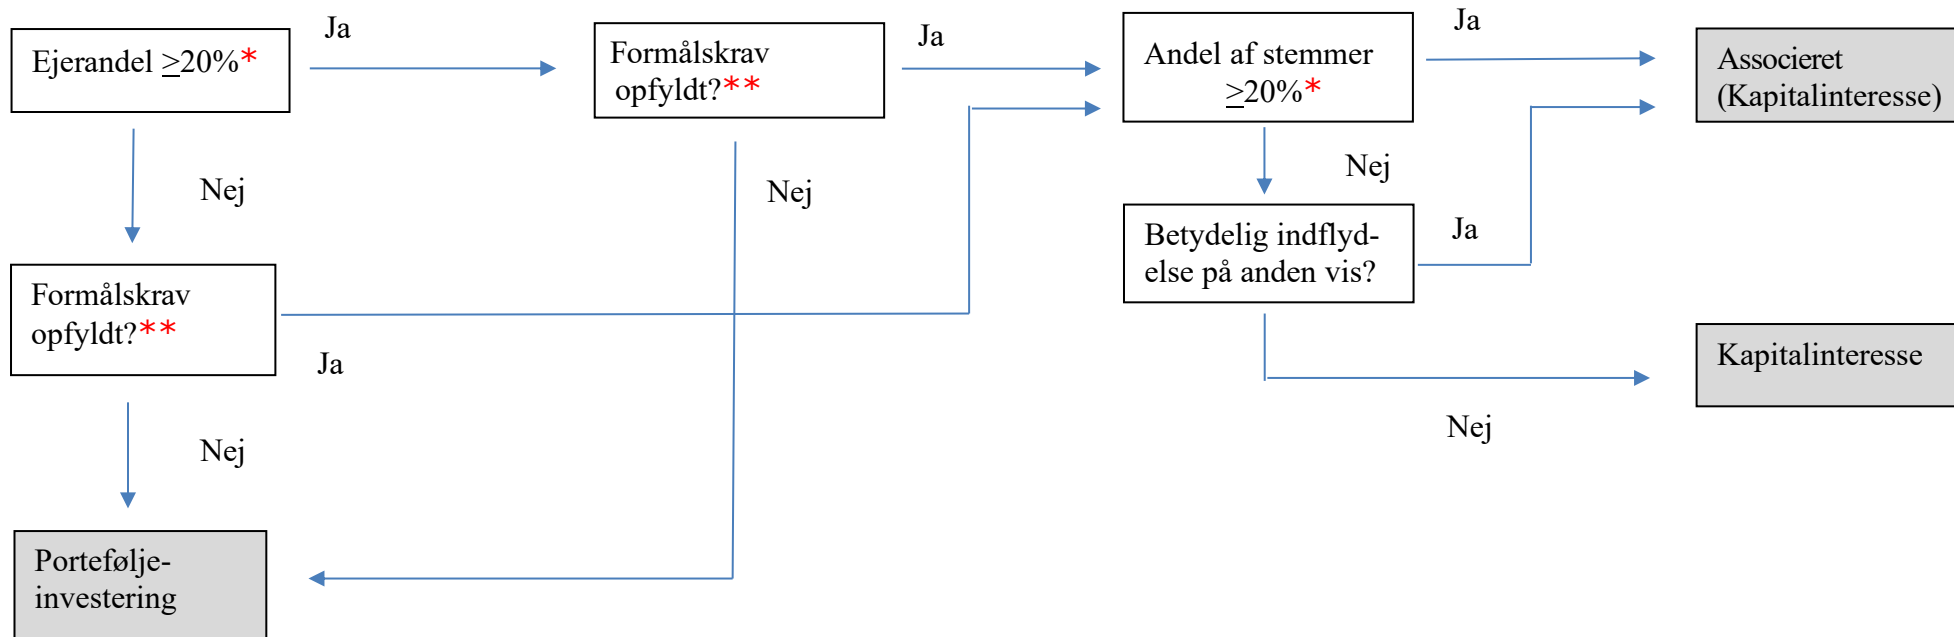 Ja
Ejerandel ≥20%*
Formålskrav
opfyldt?**
Ja
Andel af stemmer
≥20%*
Ja
Associeret
(Kapitalinteresse)
Nej
Nej
Nej
Formålskrav
opfyldt?**
Ja
Betydelig indflyd-
else på anden vis?
Ja
Kapitalinteresse
Nej
Nej
Portefølje-
investering